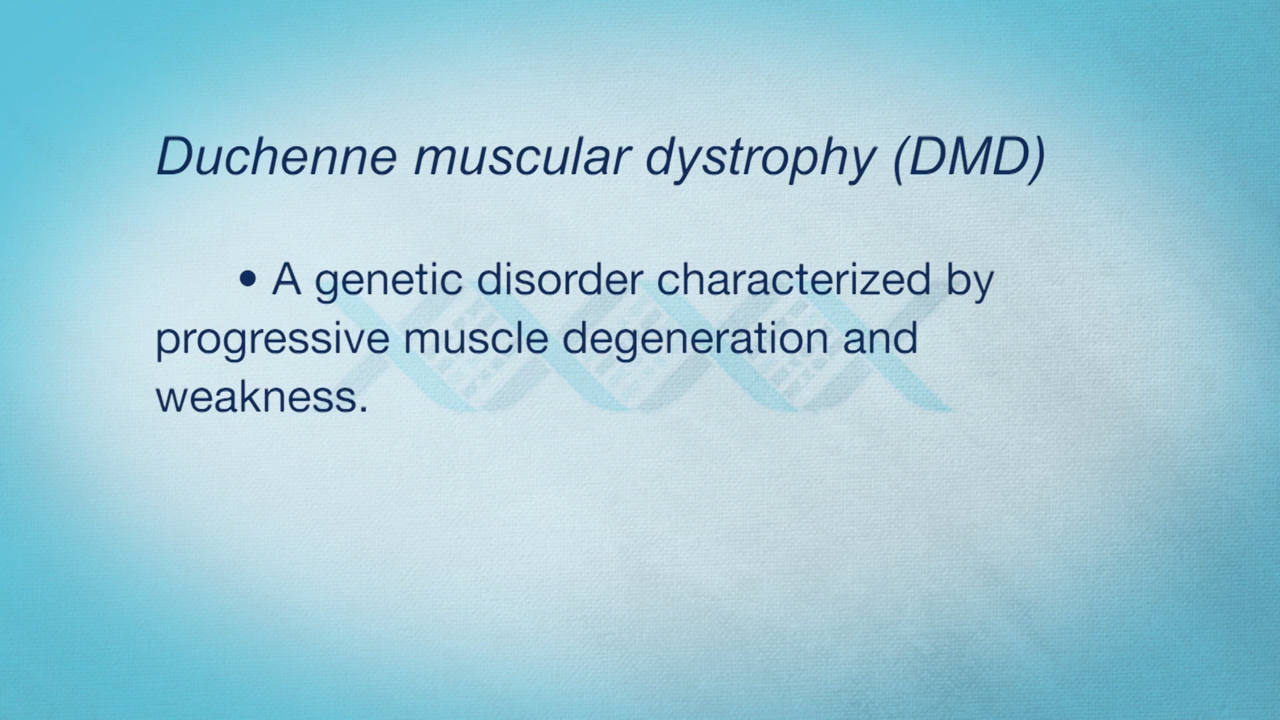 Duchenne muscular dystrophy (DMD)
• A genetic disorder characterized by
progressive muscle degeneration and
weakness.